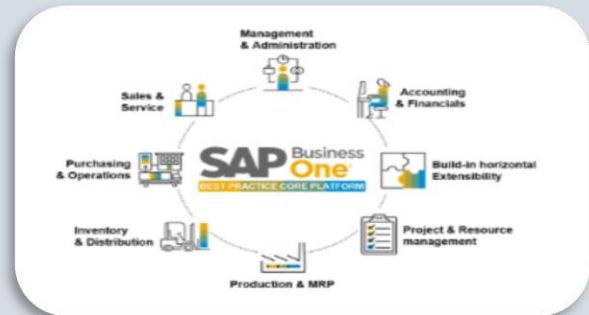 Management
& Administration
Sales &
Service
Accounting
& Financials
SAP Business
One
BEST PRACTICE CORE PLATFORM
Purchasing
& Operations
Build-in horizontal
Extensibility
Inventory
& Distribution
Project & Resource
management
Production & MRP